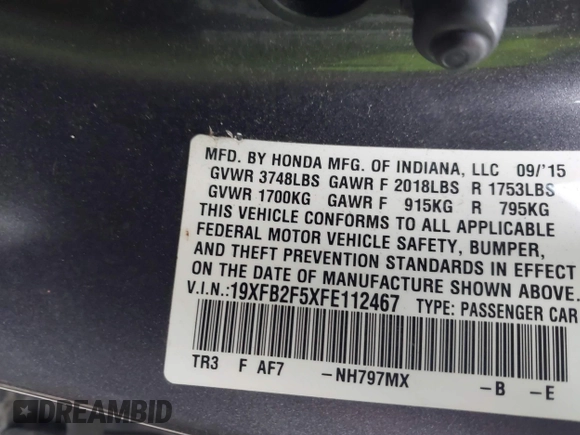 MFD. BY HONDA MFG. OF INDIANA, LLC 09/'15
GVWR 3748LBS GAWR F 2018LBS R 1753LBS
GVWR 1700KG GAWR F 915KG R 795KG
THIS VEHICLE CONFORMS TO ALL APPLICABLE
FEDERAL MOTOR VEHICLE SAFETY, BUMPER,
AND THEFT PREVENTION STANDARDS IN EFFECT
ON THE DATE OF MANUFACTURE SHOWN ABOVE.
V.I.N.:19XFB2F5XFE112467 TYPE: PASSENGER CAR
TR3 F AF7 -NH797MX -B -E
DREAMBID